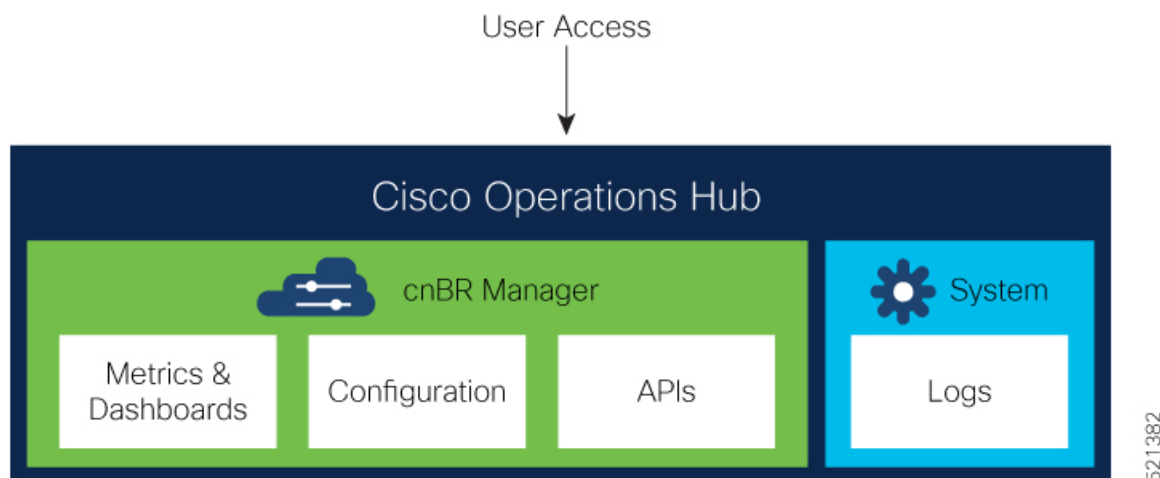 User Access
Cisco Operations Hub
cnBR Manager
System
Metrics &
Dashboards
Configuration
APIs
Logs
521382